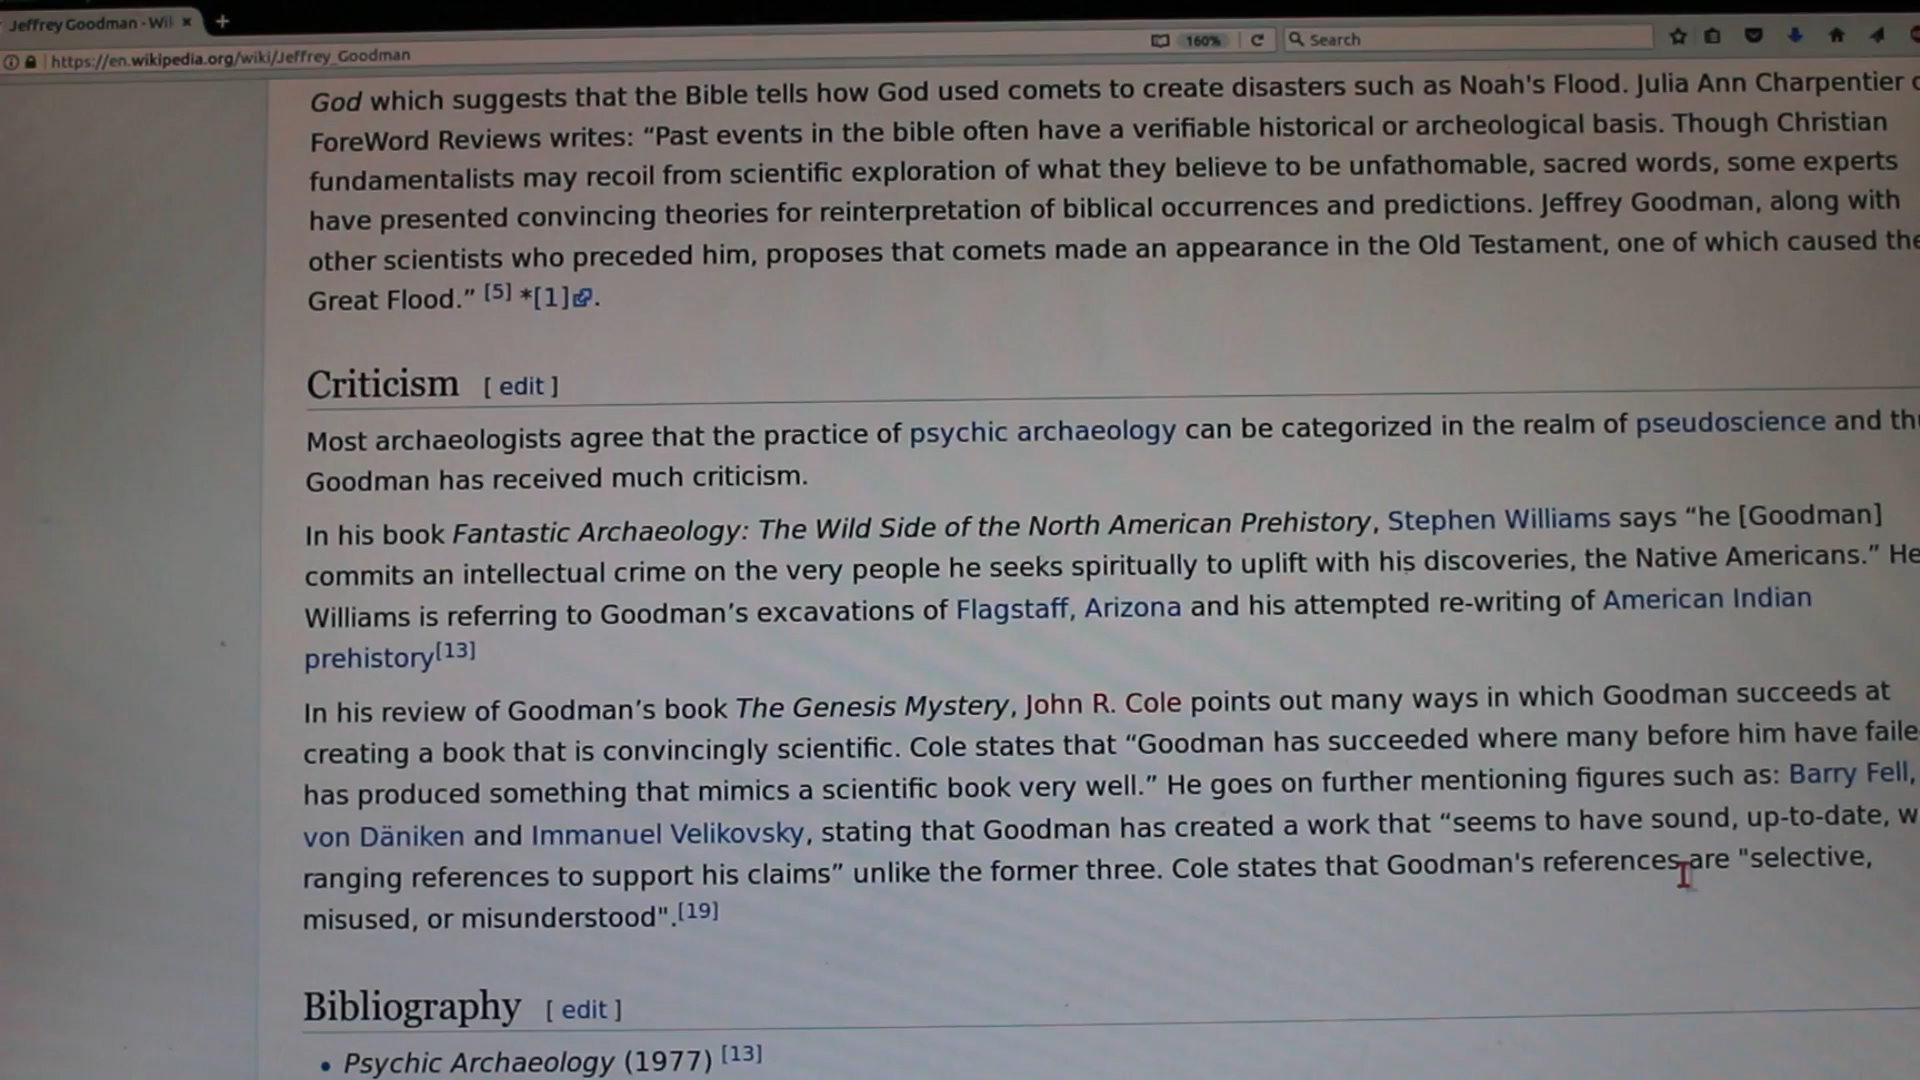 Jeffrey Goodman - Wil × +
https://en.wikipedia.org/wiki/Jeffrey_Goodman 160% Search
God which suggests that the Bible tells how God used comets to create disasters such as Noah's Flood. Julia Ann Charpentier
ForeWord Reviews writes: “Past events in the bible often have a verifiable historical or archeological basis. Though Christian
fundamentalists may recoil from scientific exploration of what they believe to be unfathomable, sacred words, some experts
have presented convincing theories for reinterpretation of biblical occurrences and predictions. Jeffrey Goodman, along with
other scientists who preceded him, proposes that comets made an appearance in the Old Testament, one of which caused the
Great Flood.” [5] *[1].
Criticism [ edit ]
Most archaeologists agree that the practice of psychic archaeology can be categorized in the realm of pseudoscience and
Goodman has received much criticism.
In his book Fantastic Archaeology: The Wild Side of the North American Prehistory, Stephen Williams says “he [Goodman]
commits an intellectual crime on the very people he seeks spiritually to uplift with his discoveries, the Native Americans.” He
Williams is referring to Goodman’s excavations of Flagstaff, Arizona and his attempted re-writing of American Indian
prehistory[13]
In his review of Goodman’s book The Genesis Mystery, John R. Cole points out many ways in which Goodman succeeds at
creating a book that is convincingly scientific. Cole states that “Goodman has succeeded where many before him have faile
has produced something that mimics a scientific book very well.” He goes on further mentioning figures such as: Barry Fell,
von Däniken and Immanuel Velikovsky, stating that Goodman has created a work that “seems to have sound, up-to-date, w
ranging references to support his claims” unlike the former three. Cole states that Goodman's references are "selective,
misused, or misunderstood".[19]
Bibliography [ edit ]
• Psychic Archaeology (1977) [13]